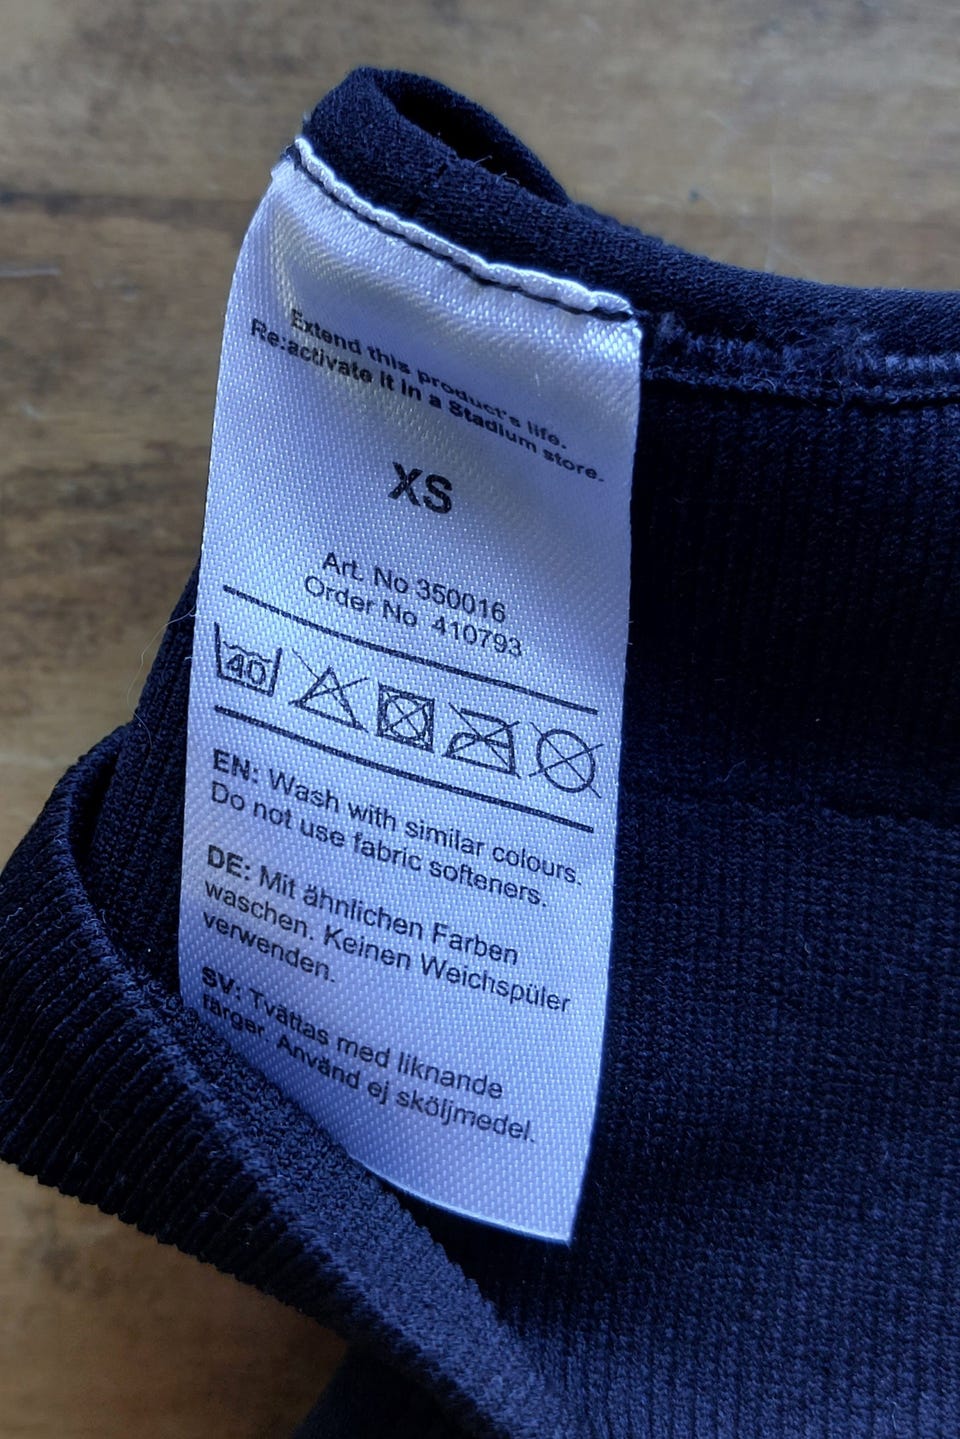 Extend this product's life.
Re:activate it in a Stadium store.
XS
Art. No 350016
Order No 410793
40
EN: Wash with similar colours.
Do not use fabric softeners.
DE: Mit ähnlichen Farben
waschen. Keinen Weichspüler
verwenden.
SV: Tvättas med liknande
färger. Använd ej sköljmedel.